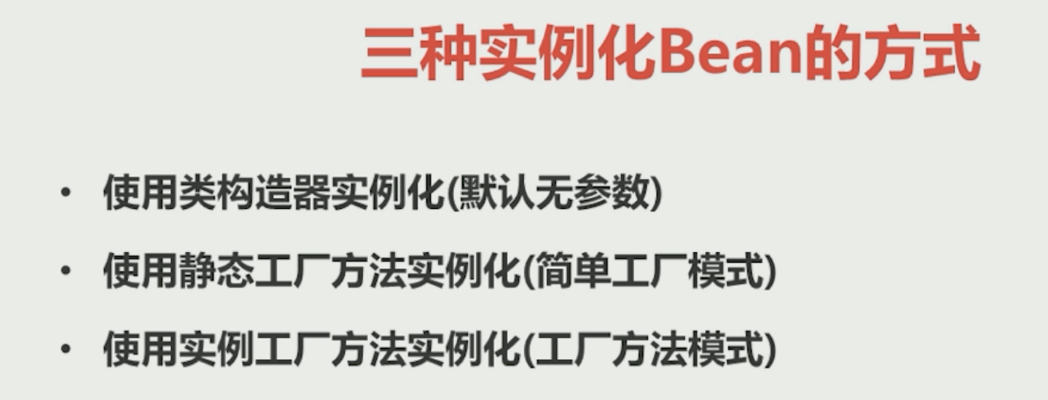 三种实例化Bean的方式
• 使用类构造器实例化(默认无参数)
• 使用静态工厂方法实例化(简单工厂模式)
• 使用实例工厂方法实例化(工厂方法模式)